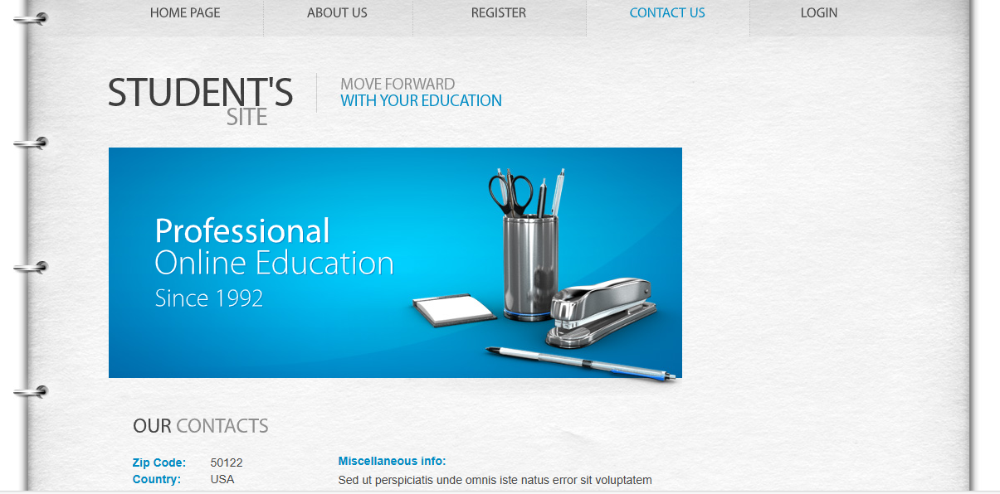 HOME PAGE ABOUT US REGISTER CONTACT US LOGIN
STUDENT'S
SITE
MOVE FORWARD
WITH YOUR EDUCATION
Professional
Online Education
Since 1992
OUR CONTACTS
Zip Code: 50122
Country: USA
Miscellaneous info:
Sed ut perspiciatis unde omnis iste natus error sit voluptatem